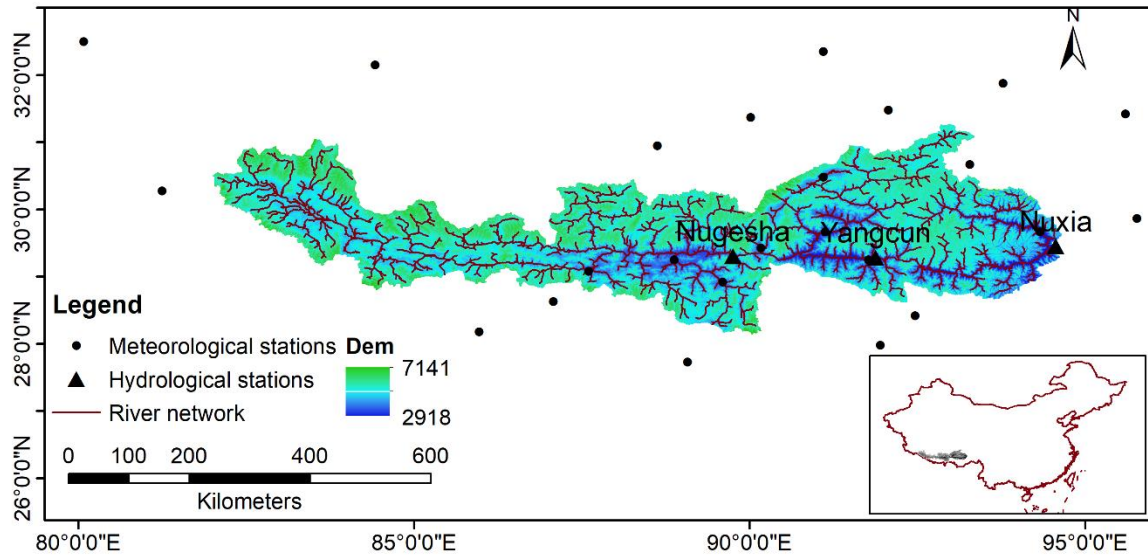 N
32°0'0"N
30°0'0"N
28°0'0"N
26°0'0"N
Nugesha
Yangcun
Nuxia
Legend
Meteorological stations
Hydrological stations
River network
Dem
7141
2918
0 100 200 400 600
Kilometers
80°0'0"E 85°0'0"E 90°0'0"E 95°0'0"E